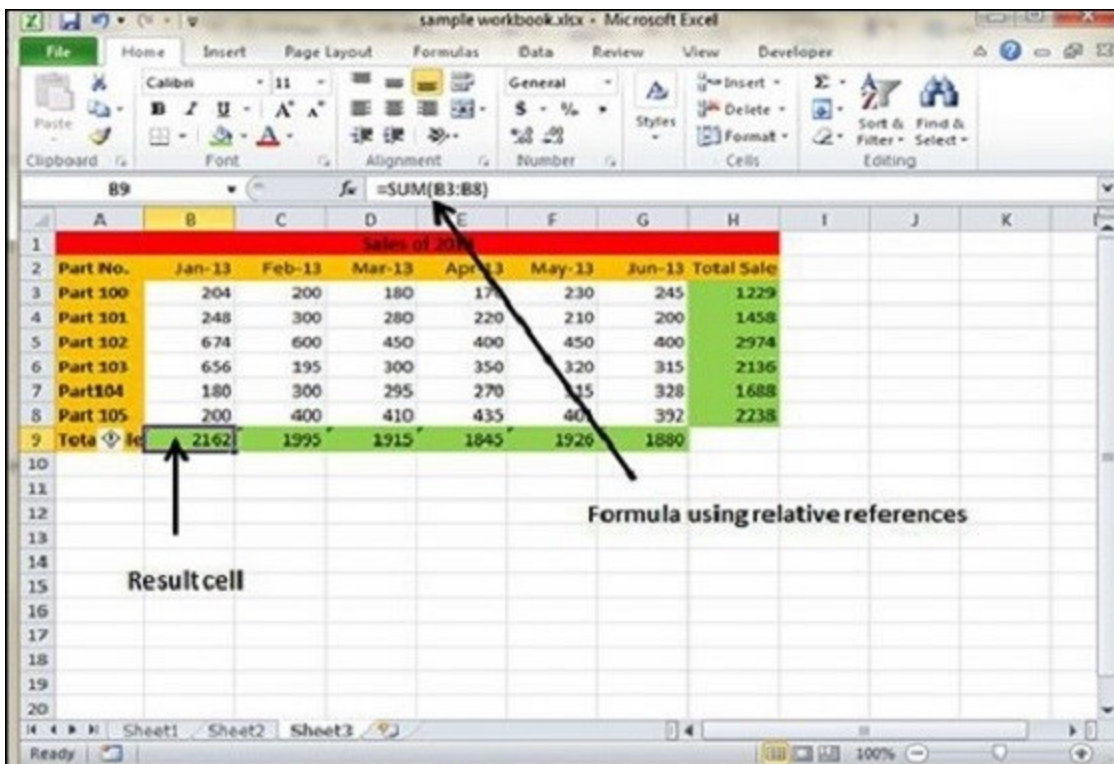 sample workbook.xlsx - Microsoft Excel
File Home Insert Page Layout Formulas Data Review View Developer
Calibri 11 General Insert Σ
B I U A A $ % Delete
Paste Styles Format Sort & Filter Find & Select
Clipboard Font Alignment Number Cells Editing
B9 fx =SUM(B3:B8)
A B C D E F G H I J K
1 Sales of
2 Part No. Jan-13 Feb-13 Mar-13 Apr-13 May-13 Jun-13 Total Sale
3 Part 100 204 200 180 230 245 1229
4 Part 101 248 300 280 220 210 200 1458
5 Part 102 674 600 450 400 450 400 2974
6 Part 103 656 195 300 350 320 315 2136
7 Part104 180 300 295 270 328 1688
8 Part 105 200 400 410 435 392 2238
9 Tota le 2162 1995 1915 1845 1926 1880
10
11
12 Formula using relative references
13
14
15 Result cell
16
17
18
19
20
Sheet1 Sheet2 Sheet3
Ready 100%